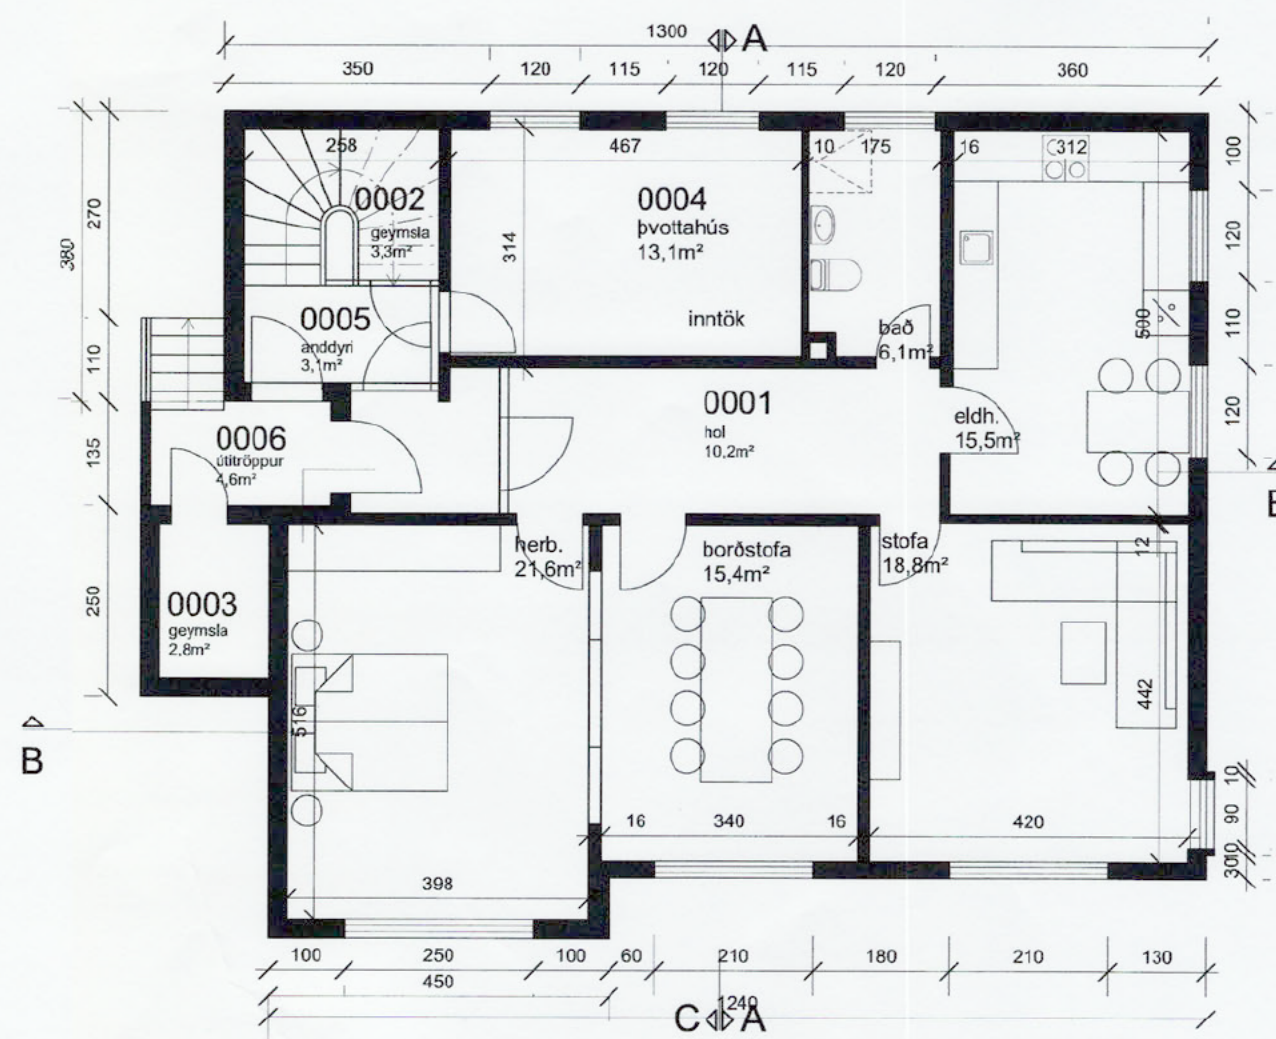 1300
A
350 120 115 120 115 120 360
258 467 10 175 16 312
0002
geymsla
3,3m²
0004
þvottahús
13,1m²
314
inntök
380
270
110
135
250
100
120
110
120
500
0005
anddyri
3,1m²
bað
6,1m²
0001
hol
10,2m²
eldh.
15,5m²
0006
útitröppur
4,6m²
herb.
21,6m²
borðstofa
15,4m²
stofa
18,8m²
12
0003
geymsla
2,8m²
516
442
B
10
90
10
30
16 340 16 420
398
100 250 100 60 210 180 210 130
450
1240
C A